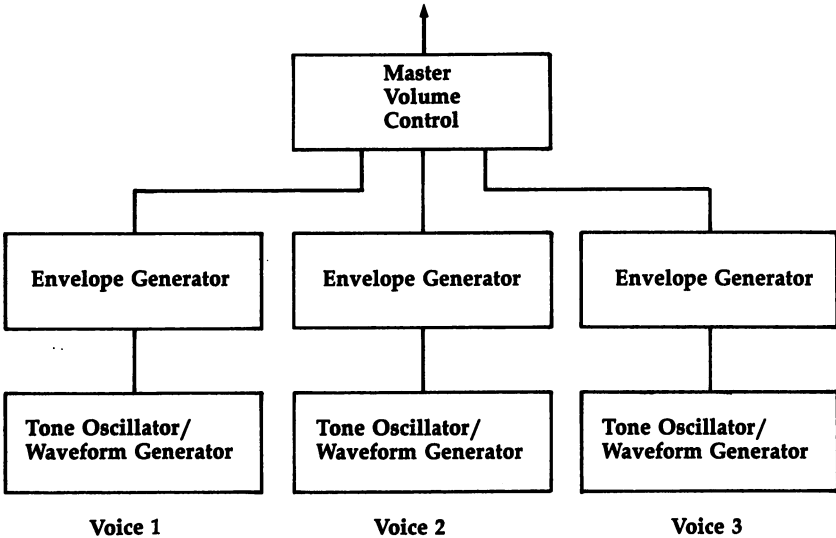 Master
Volume
Control
Envelope Generator
Envelope Generator
Envelope Generator
Tone Oscillator/
Waveform Generator
Tone Oscillator/
Waveform Generator
Tone Oscillator/
Waveform Generator
Voice 1
Voice 2
Voice 3